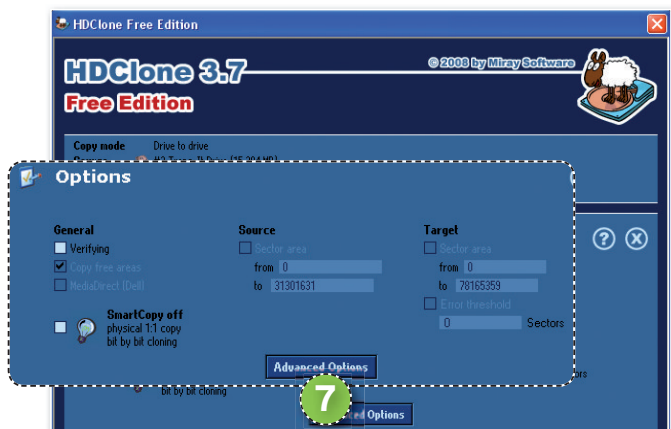 HDClone Free Edition
HDClone 3.7
© 2008 by Miray Software
Free Edition
Copy mode Drive to drive
Options
General Source Target
Verifying Sector area Sector area
Copy free areas from 0 from 0
MediaDirect (Dell) to 31301631 to 78165359
Error threshold
SmartCopy off 0 Sectors
physical 1:1 copy
bit by bit cloning
Advanced Options
bit by bit cloning
7
Options